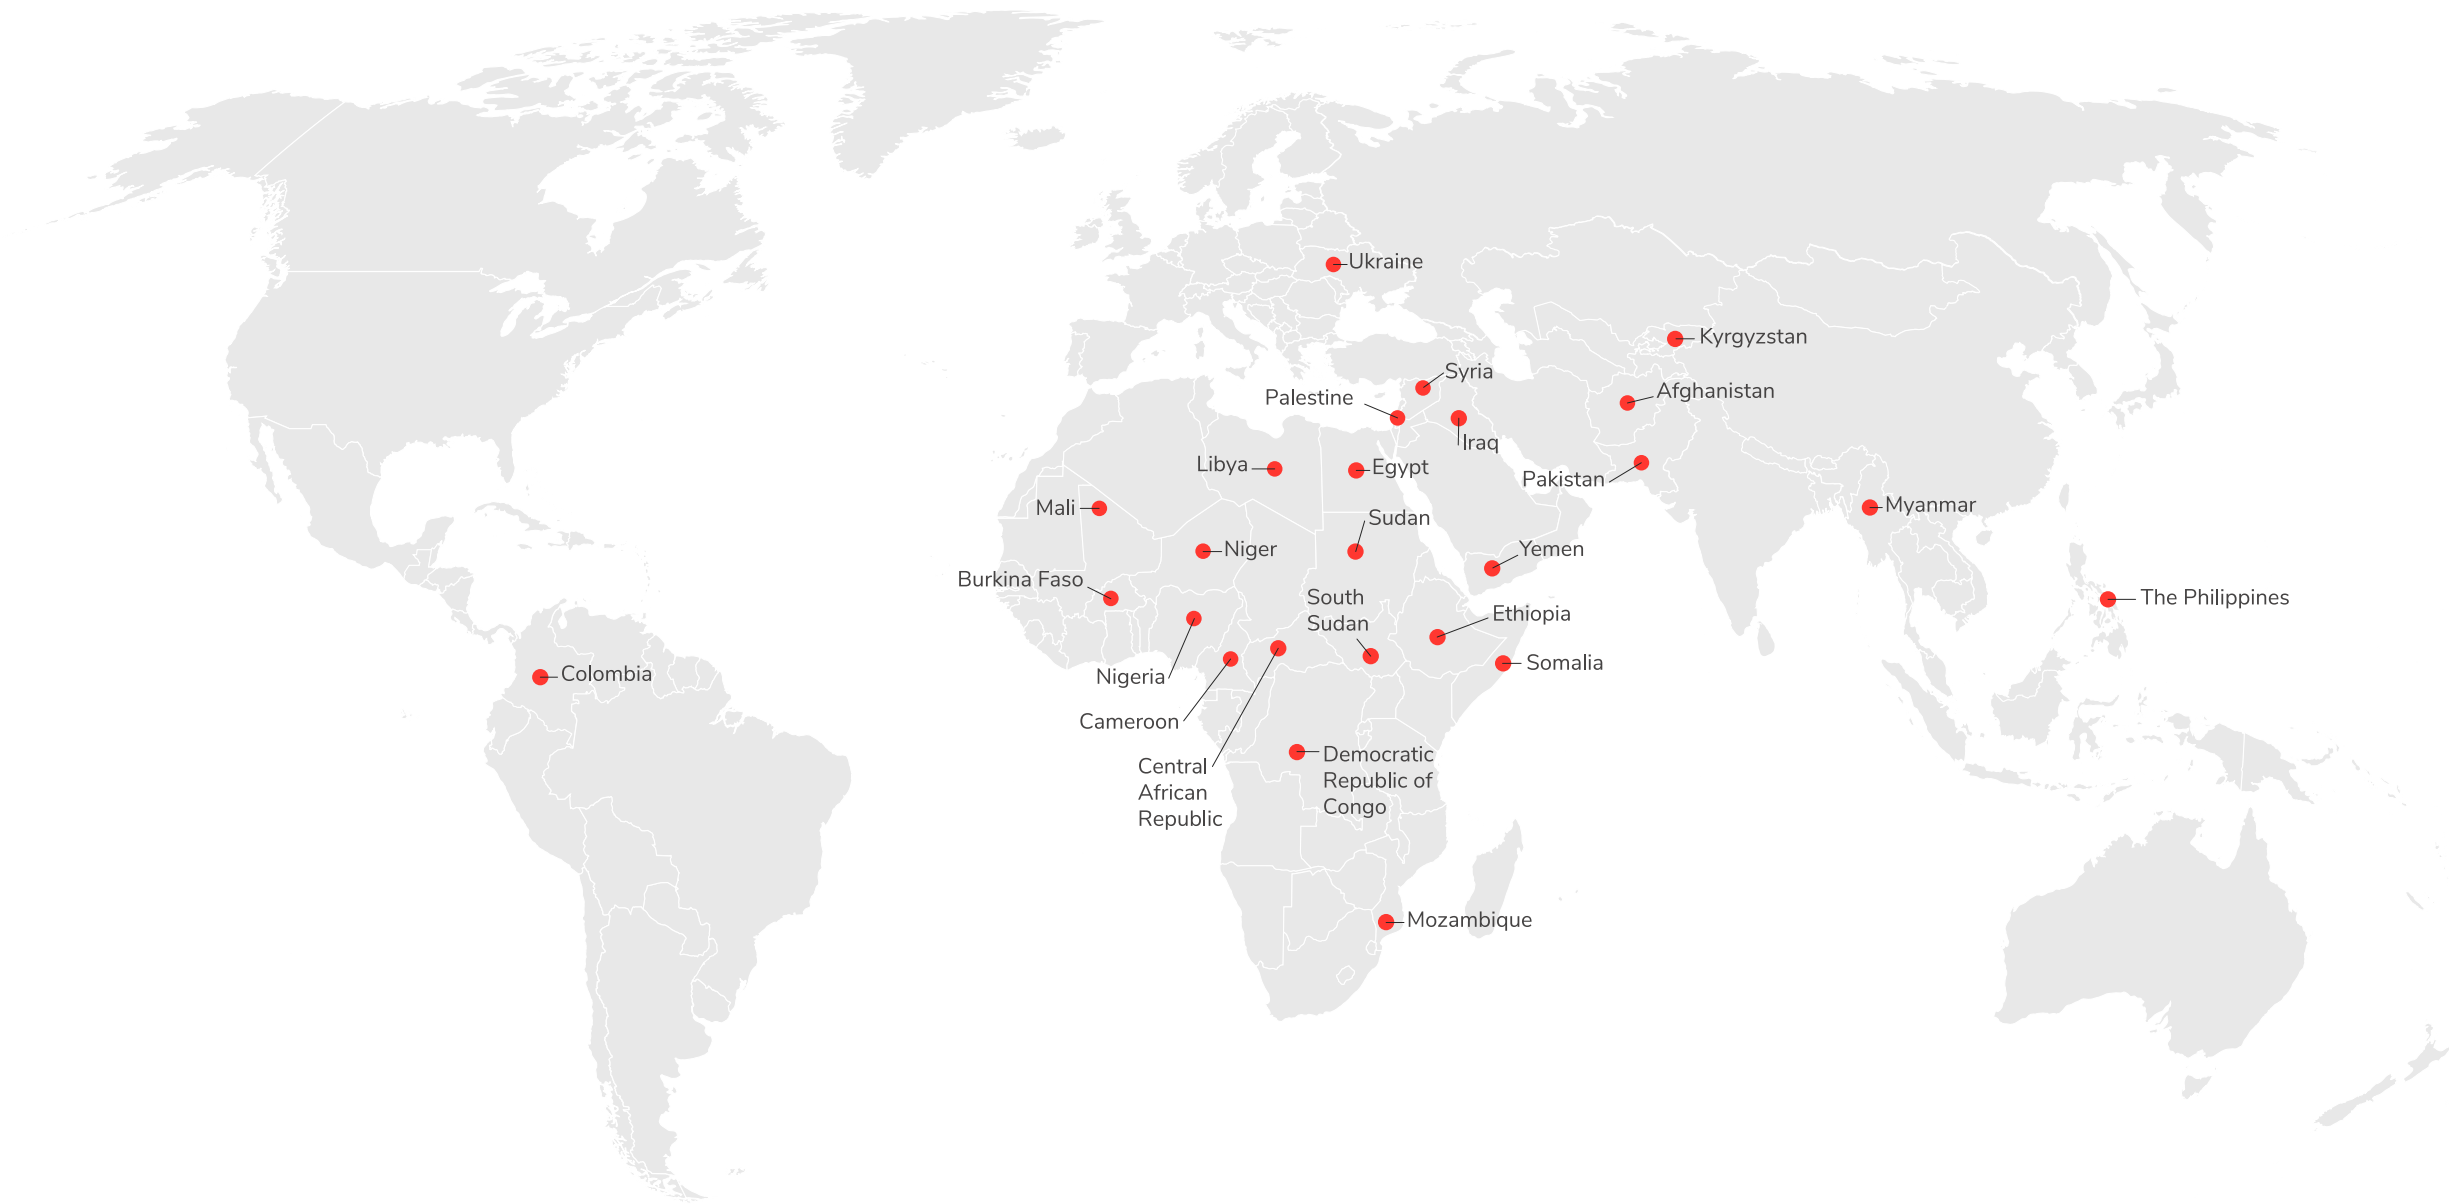 Ukraine
Kyrgyzstan
Syria
Afghanistan
Palestine
Iraq
Libya
Egypt
Pakistan
Mali
Myanmar
Sudan
Niger
Yemen
Burkina Faso
South
Sudan
The Philippines
Ethiopia
Somalia
Colombia
Nigeria
Cameroon
Central
African
Republic
Democratic
Republic of
Congo
Mozambique